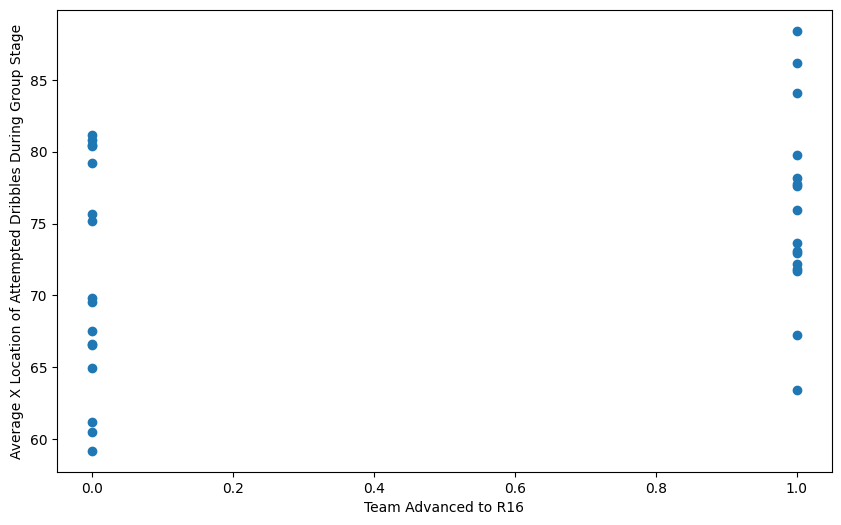 Average X Location of Attempted Dribbles During Group Stage
85
80
75
70
65
60
0.0 0.2 0.4 0.6 0.8 1.0
Team Advanced to R16